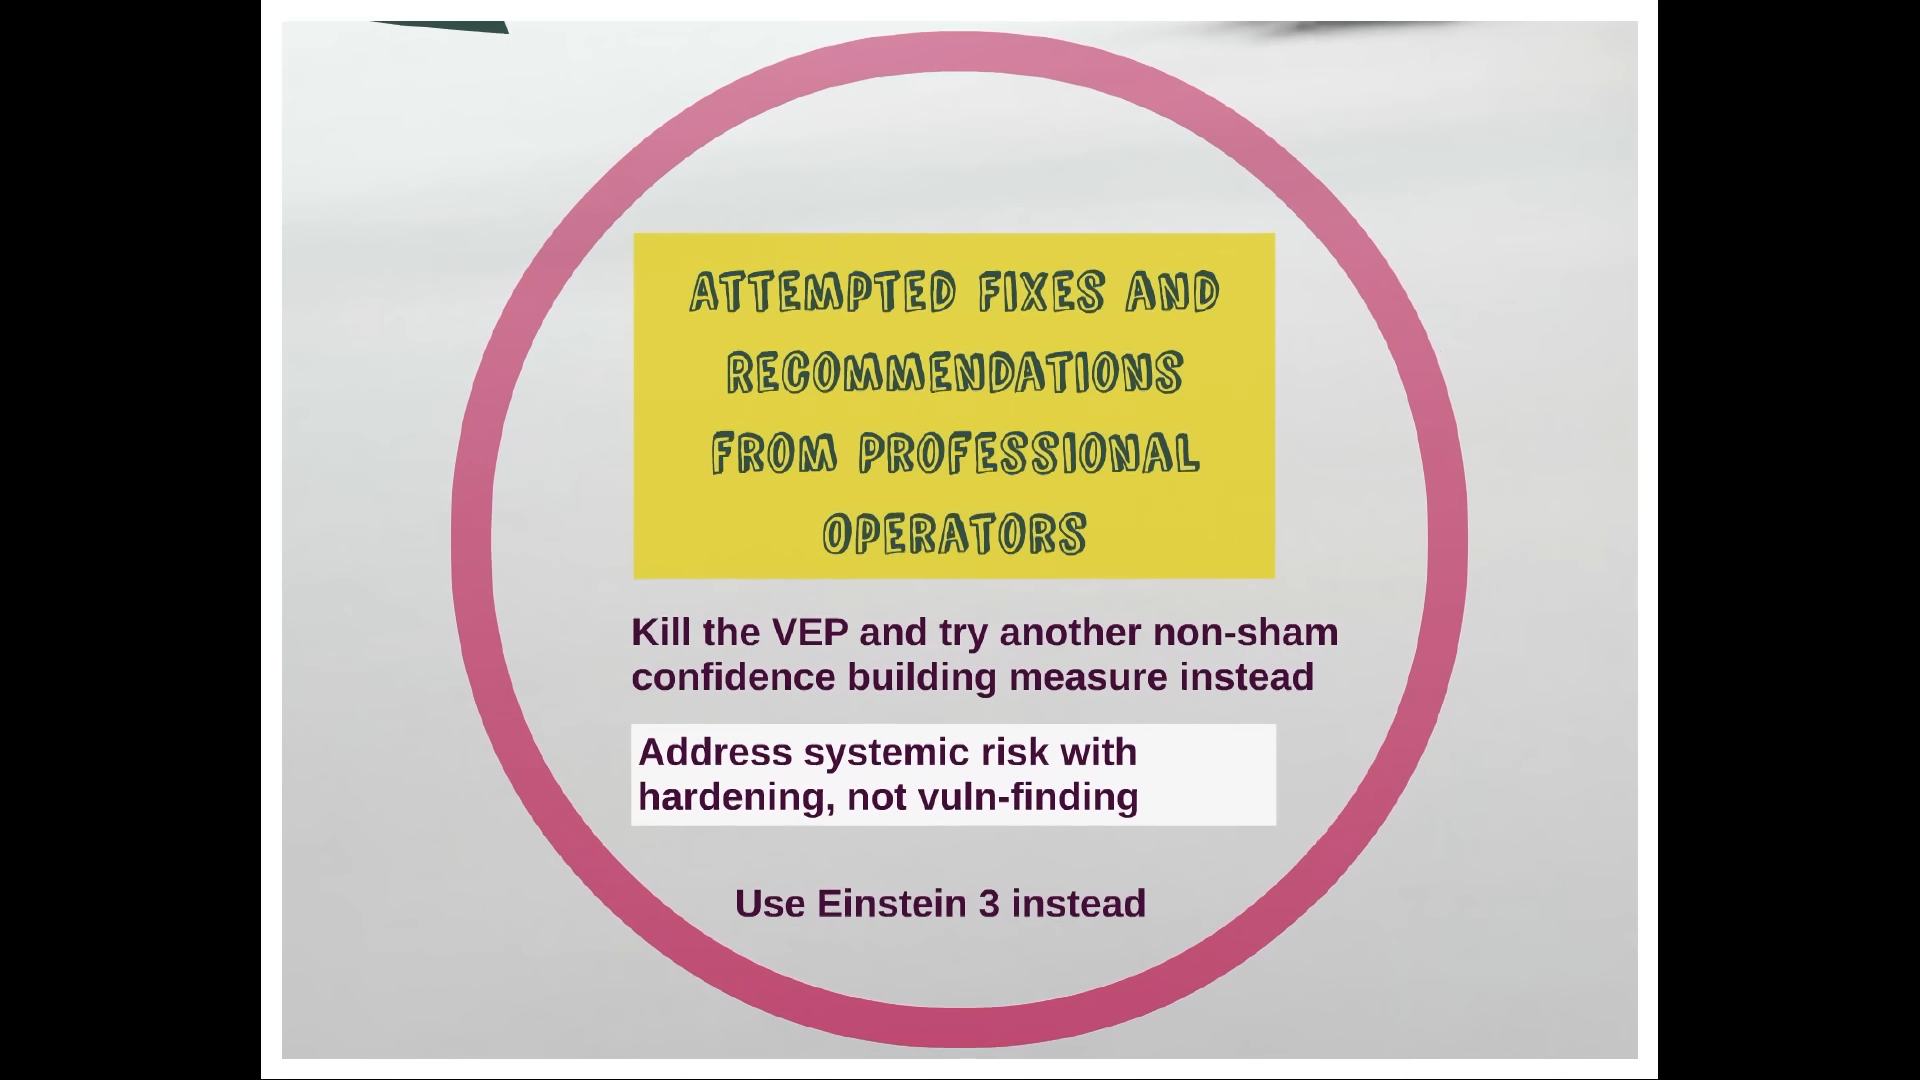 ATTEMPTED FIXES AND
RECOMMENDATIONS
FROM PROFESSIONAL
OPERATORS
Kill the VEP and try another non-sham
confidence building measure instead
Address systemic risk with
hardening, not vuln-finding
Use Einstein 3 instead